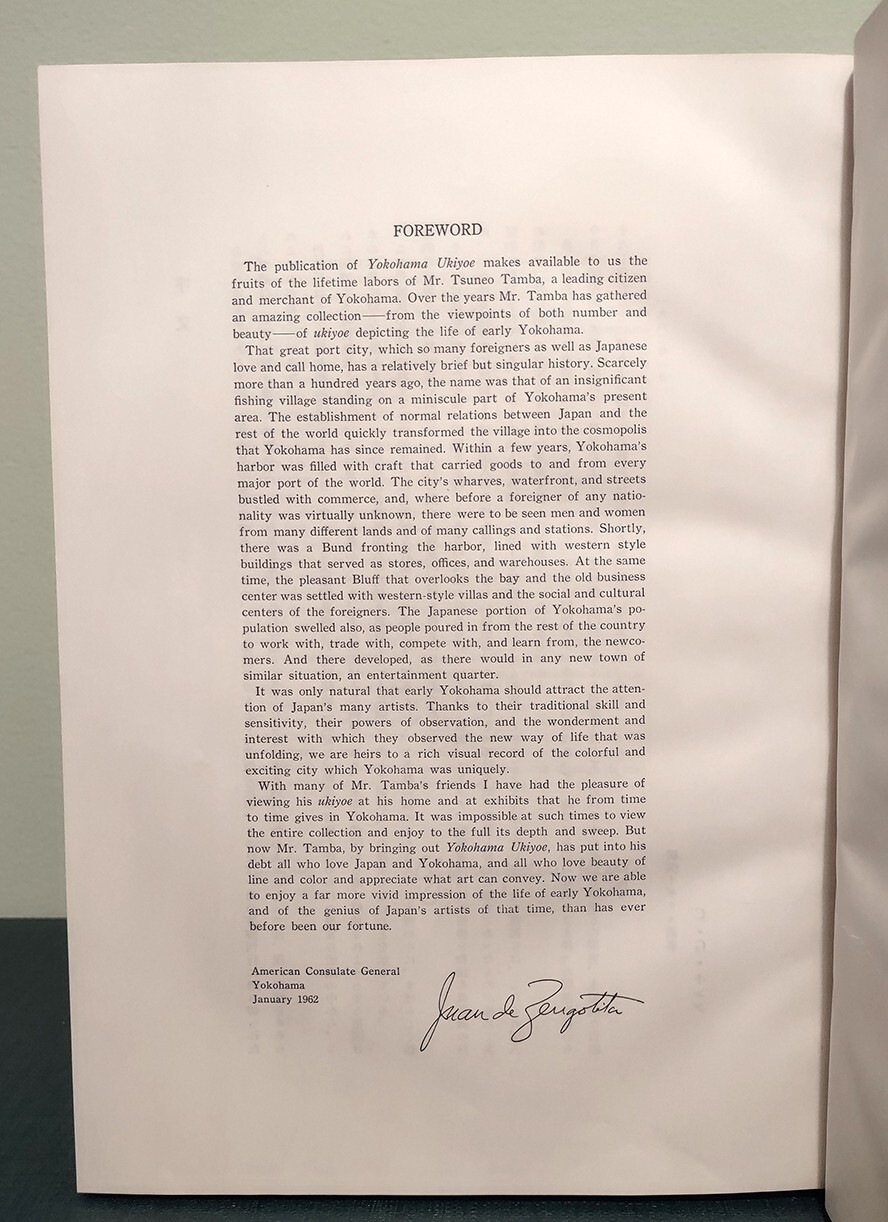 FOREWORD
The publication of Yokohama Ukiyoe makes available to us the
fruits of the lifetime labors of Mr. Tsuneo Tamba, a leading citizen
and merchant of Yokohama. Over the years Mr. Tamba has gathered
an amazing collection——from the viewpoints of both number and
beauty——of ukiyoe depicting the life of early Yokohama.
That great port city, which so many foreigners as well as Japanese
love and call home, has a relatively brief but singular history. Scarcely
more than a hundred years ago, the name was that of an insignificant
fishing village standing on a miniscule part of Yokohama's present
area. The establishment of normal relations between Japan and the
rest of the world quickly transformed the village into the cosmopolis
that Yokohama has since remained. Within a few years, Yokohama's
harbor was filled with craft that carried goods to and from every
major port of the world. The city's wharves, waterfront, and streets
bustled with commerce, and, where before a foreigner of any natio-
nality was virtually unknown, there were to be seen men and women
from many different lands and of many callings and stations. Shortly,
there was a Bund fronting the harbor, lined with western style
buildings that served as stores, offices, and warehouses. At the same
time, the pleasant Bluff that overlooks the bay and the old business
center was settled with western-style villas and the social and cultural
centers of the foreigners. The Japanese portion of Yokohama's po-
pulation swelled also, as people poured in from the rest of the country
to work with, trade with, compete with, and learn from, the newco-
mers. And there developed, as there would in any new town of
similar situation, an entertainment quarter.
It was only natural that early Yokohama should attract the atten-
tion of Japan's many artists. Thanks to their traditional skill and
sensitivity, their powers of observation, and the wonderment and
interest with which they observed the new way of life that was
unfolding, we are heirs to a rich visual record of the colorful and
exciting city which Yokohama was uniquely.
With many of Mr. Tamba's friends I have had the pleasure of
viewing his ukiyoe at his home and at exhibits that he from time
to time gives in Yokohama. It was impossible at such times to view
the entire collection and enjoy to the full its depth and sweep. But
now Mr. Tamba, by bringing out Yokohama Ukiyoe, has put into his
debt all who love Japan and Yokohama, and all who love beauty of
line and color and appreciate what art can convey. Now we are able
to enjoy a far more vivid impression of the life of early Yokohama,
and of the genius of Japan's artists of that time, than has ever
before been our fortune.
American Consulate General
Yokohama
January 1962
Juan de Zengotita